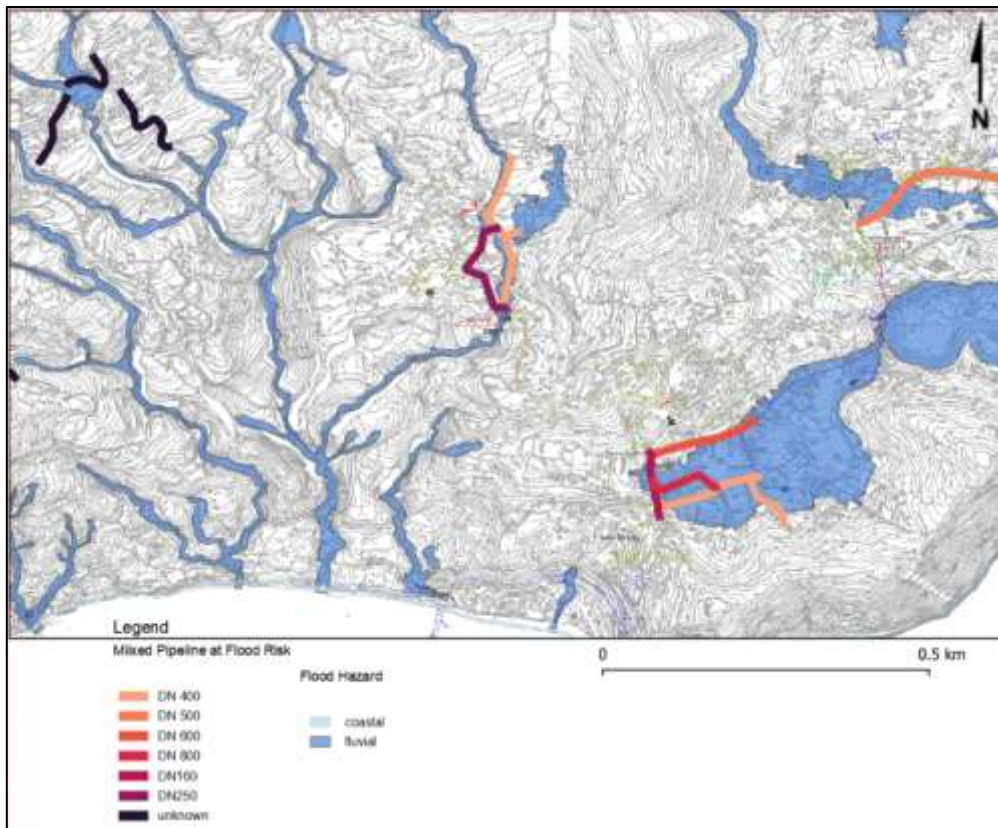 N
Legend
Miixed Pipeline at Flood Risk
0 0.5 km
Flood Hazard
DN 400
DN 500
coastal
DN 600
fluvial
DN 800
DN160
DN250
unknown